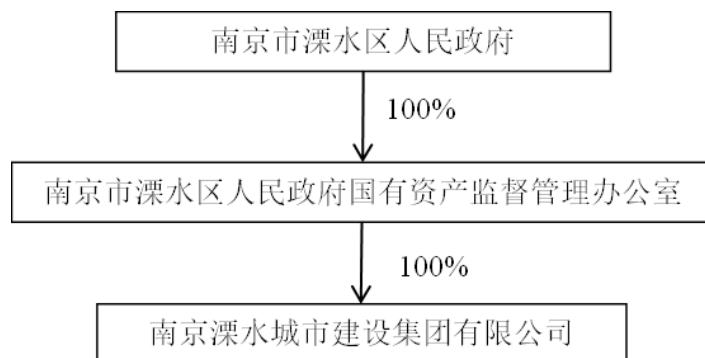 南京市溧水区人民政府
100%
南京市溧水区人民政府国有资产监督管理办公室
100%
南京溧水城市建设集团有限公司